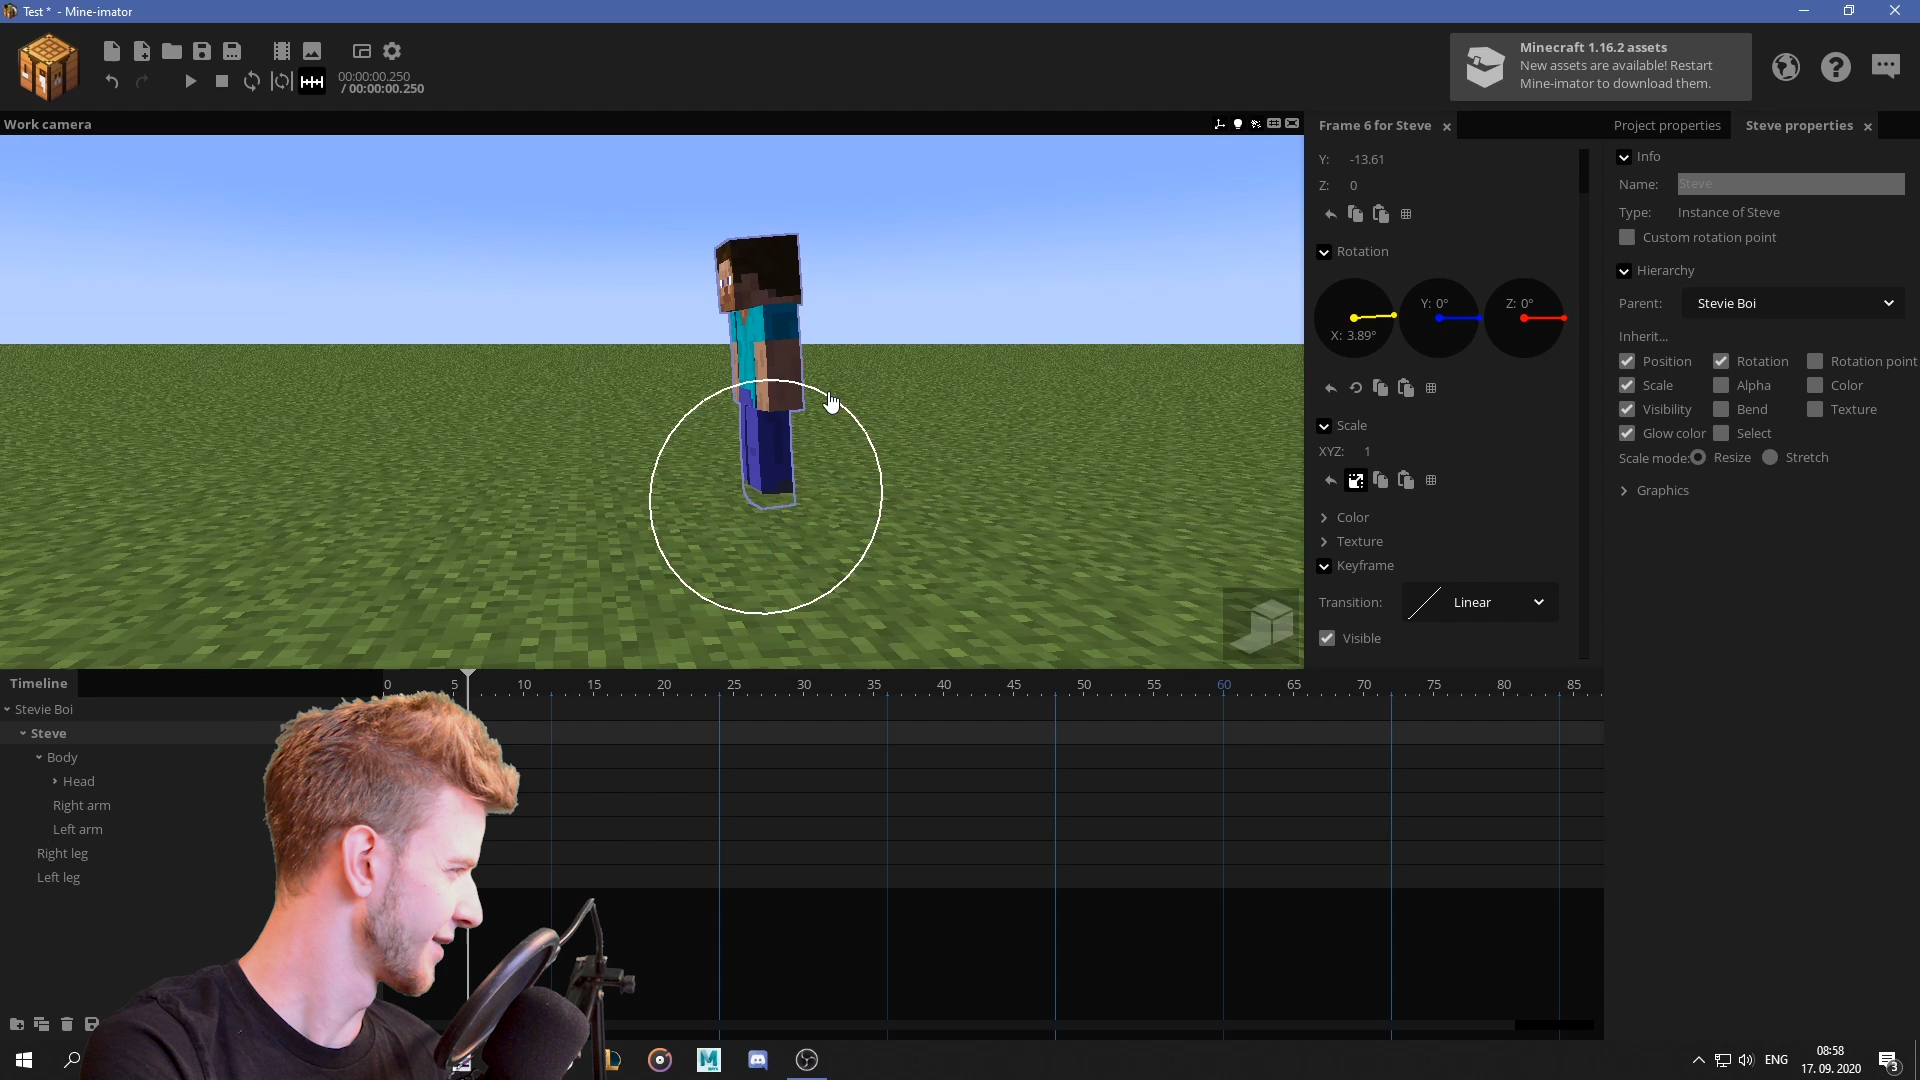 Test * - Mine-imator
00:00:00.250
/ 00:00:00.250
Minecraft 1.16.2 assets
New assets are available! Restart
Mine-imator to download them.
Work camera
Frame 6 for Steve
Project properties
Steve properties
Y: -13.61
Z: 0
Rotation
X: 3.89°
Y: 0°
Z: 0°
Scale
XYZ: 1
Color
Texture
Keyframe
Transition: Linear
Visible
Info
Name: Steve
Type: Instance of Steve
Custom rotation point
Hierarchy
Parent: Stevie Boi
Inherit...
Position Rotation Rotation point
Scale Alpha Color
Visibility Bend Texture
Glow color Select
Scale mode: Resize Stretch
Graphics
Timeline
0 5 10 15 20 25 30 35 40 45 50 55 60 65 70 75 80 85
Stevie Boi
Steve
Body
Head
Right arm
Left arm
Right leg
Left leg
M
ENG
08:58
17. 09. 2020
3